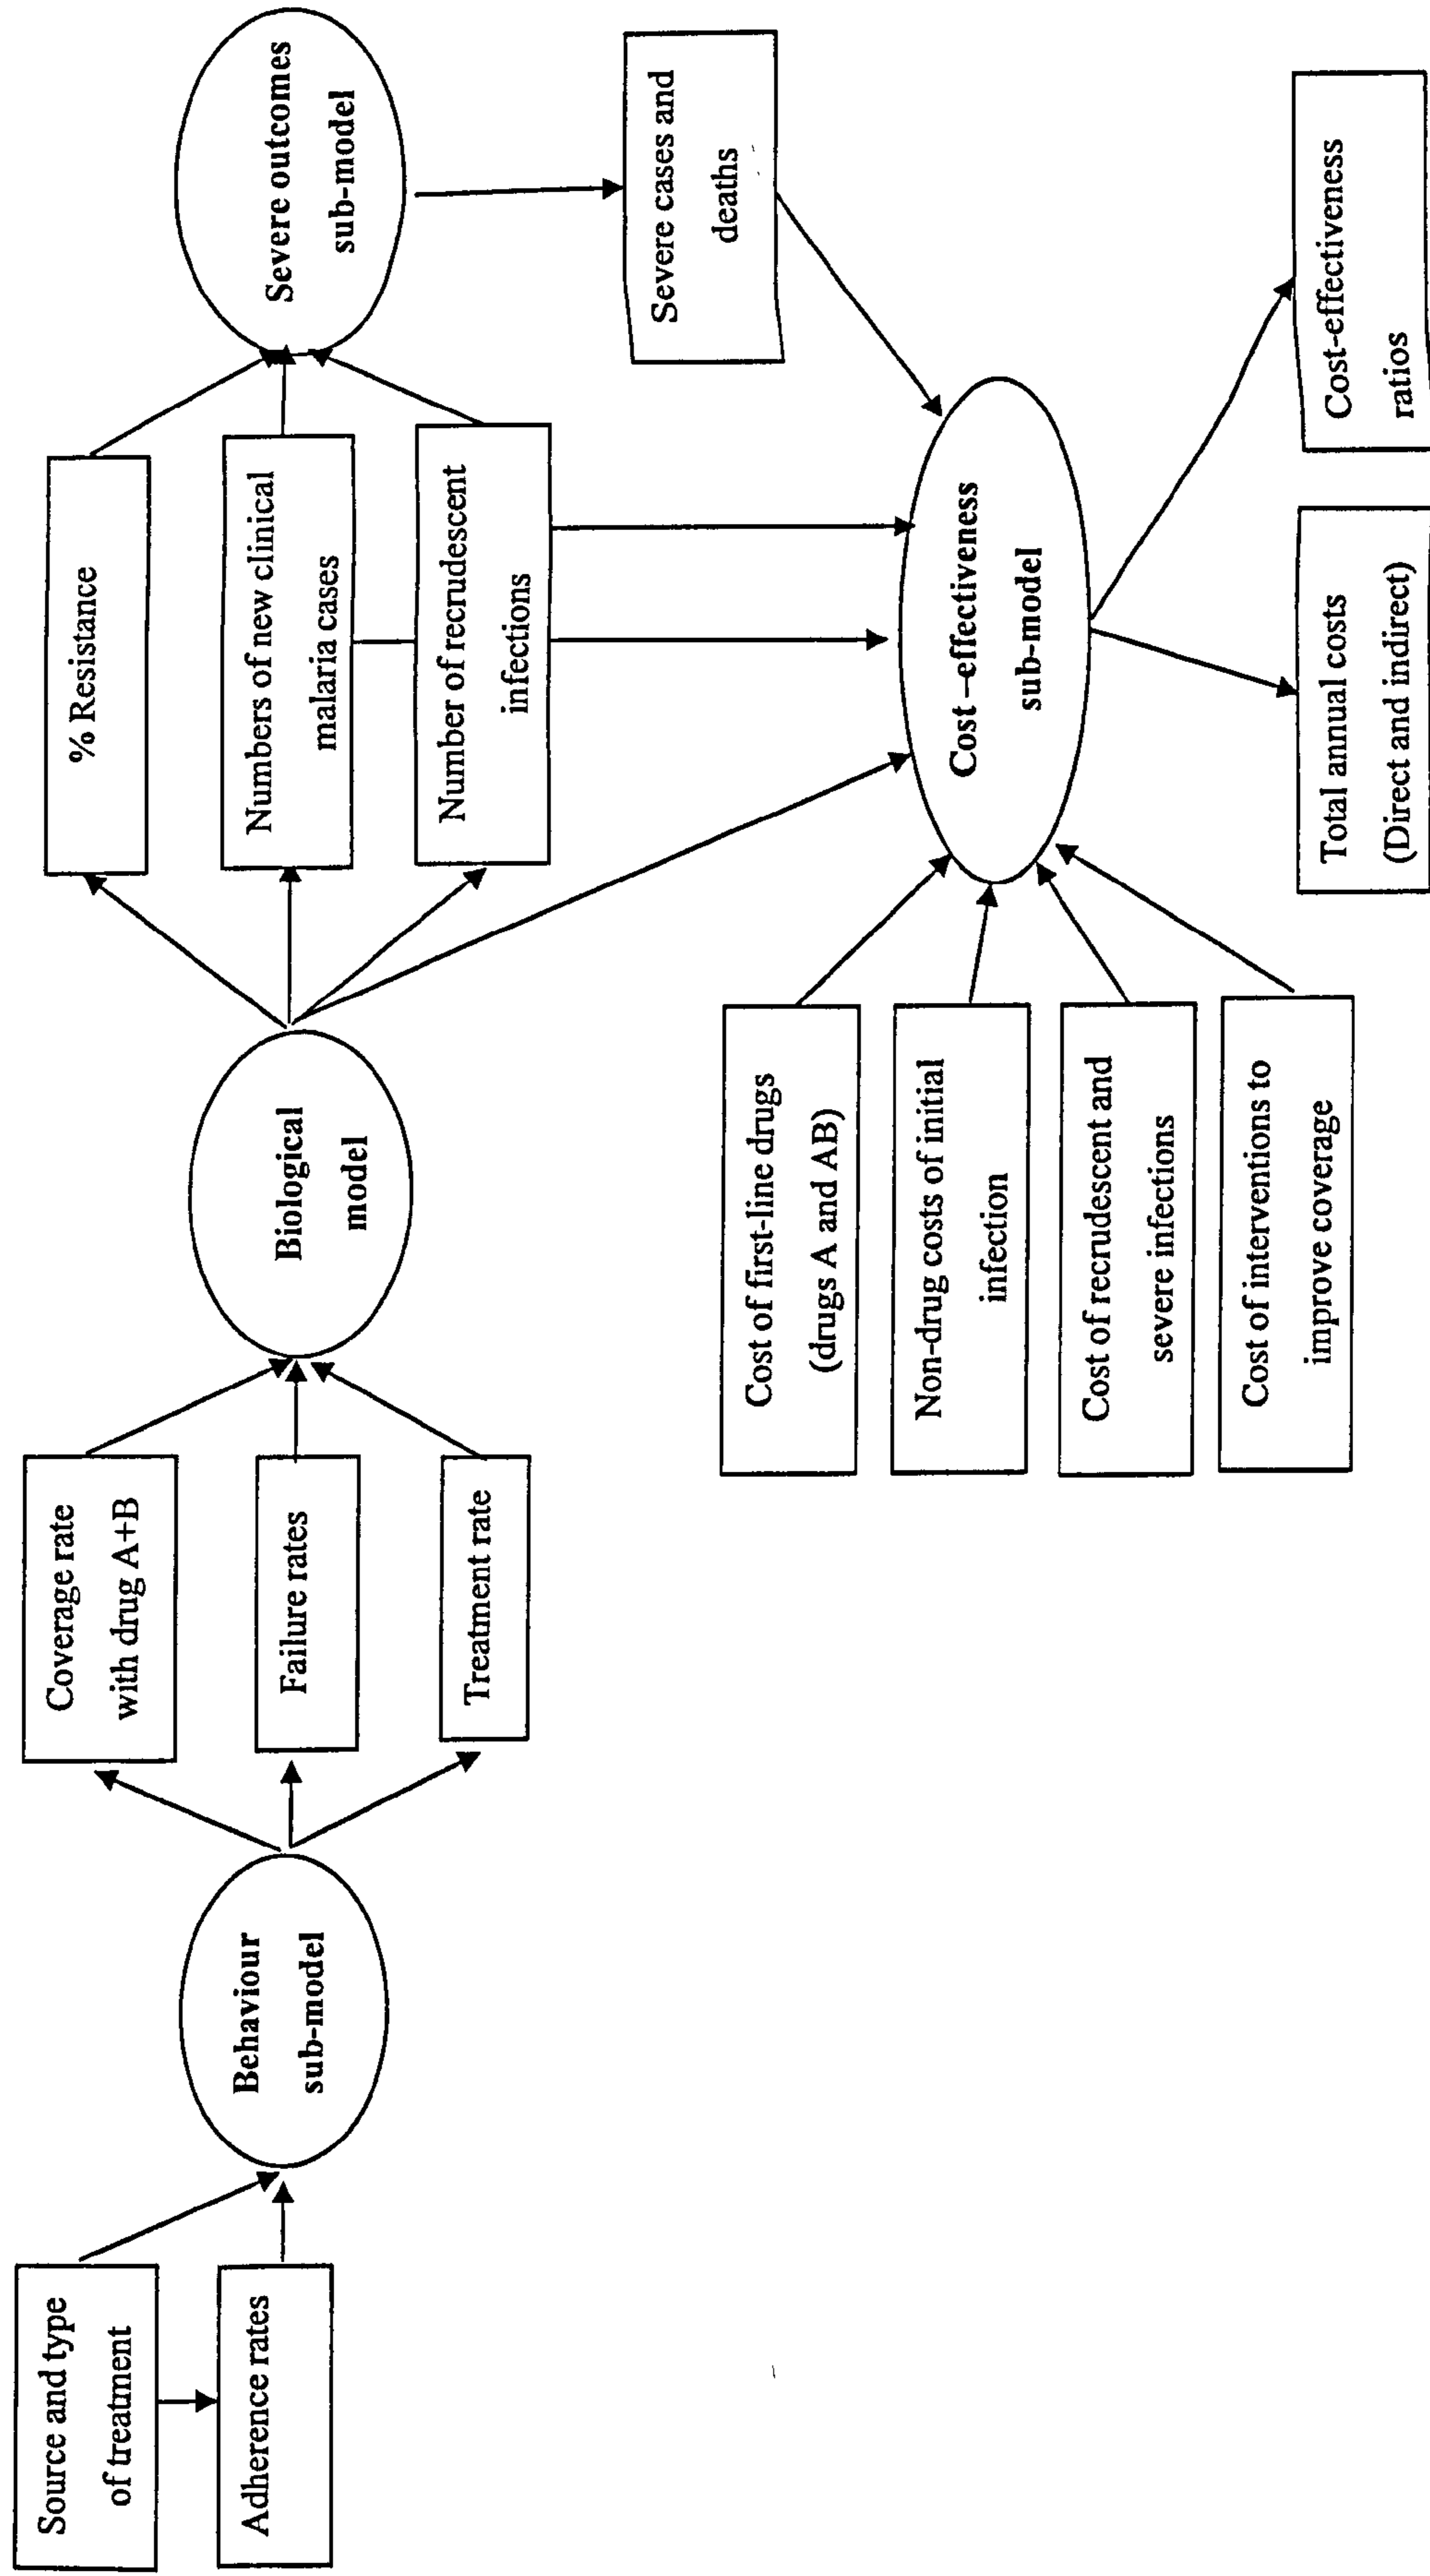 Source and type
of treatment
Adherence rates
Behaviour
sub-model
Coverage rate
with drug A+B
Failure rates
Treatment rate
Biological
model
% Resistance
Numbers of new clinical
malaria cases
Number of recrudescent
infections
Severe outcomes
sub-model
Severe cases and
deaths
Cost of first-line drugs
(drugs A and AB)
Non-drug costs of initial
infection
Cost of recrudescent and
severe infections
Cost of interventions to
improve coverage
Cost –effectiveness
sub-model
Total annual costs
(Direct and indirect)
Cost-effectiveness
ratios